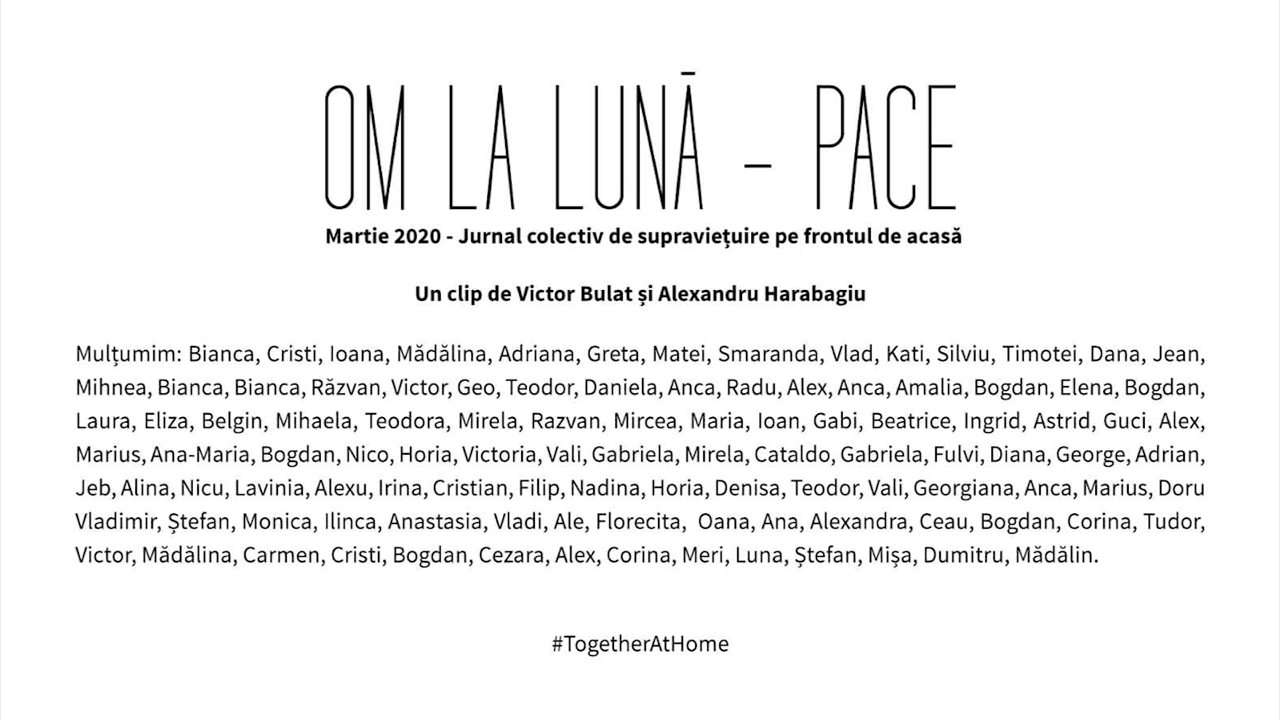 OM LA LUNĀ – PACE
Martie 2020 - Jurnal colectiv de supraviețuire pe frontul de acasă
Un clip de Victor Bulat și Alexandru Harabagiu
Mulțumim: Bianca, Cristi, Ioana, Mădălina, Adriana, Greta, Matei, Smaranda, Vlad, Kati, Silviu, Timotei, Dana, Jean,
Mihnea, Bianca, Bianca, Răzvan, Victor, Geo, Teodor, Daniela, Anca, Radu, Alex, Anca, Amalia, Bogdan, Elena, Bogdan,
Laura, Eliza, Belgin, Mihaela, Teodora, Mirela, Razvan, Mircea, Maria, Ioan, Gabi, Beatrice, Ingrid, Astrid, Guci, Alex,
Marius, Ana-Maria, Bogdan, Nico, Horia, Victoria, Vali, Gabriela, Mirela, Cataldo, Gabriela, Fulvi, Diana, George, Adrian,
Jeb, Alina, Nicu, Lavinia, Alexu, Irina, Cristian, Filip, Nadina, Horia, Denisa, Teodor, Vali, Georgiana, Anca, Marius, Doru
Vladimir, Ștefan, Monica, Ilinca, Anastasia, Vladi, Ale, Florecita, Oana, Ana, Alexandra, Ceau, Bogdan, Corina, Tudor,
Victor, Mădălina, Carmen, Cristi, Bogdan, Cezara, Alex, Corina, Meri, Luna, Ștefan, Mișa, Dumitru, Mădălin.
#TogetherAtHome